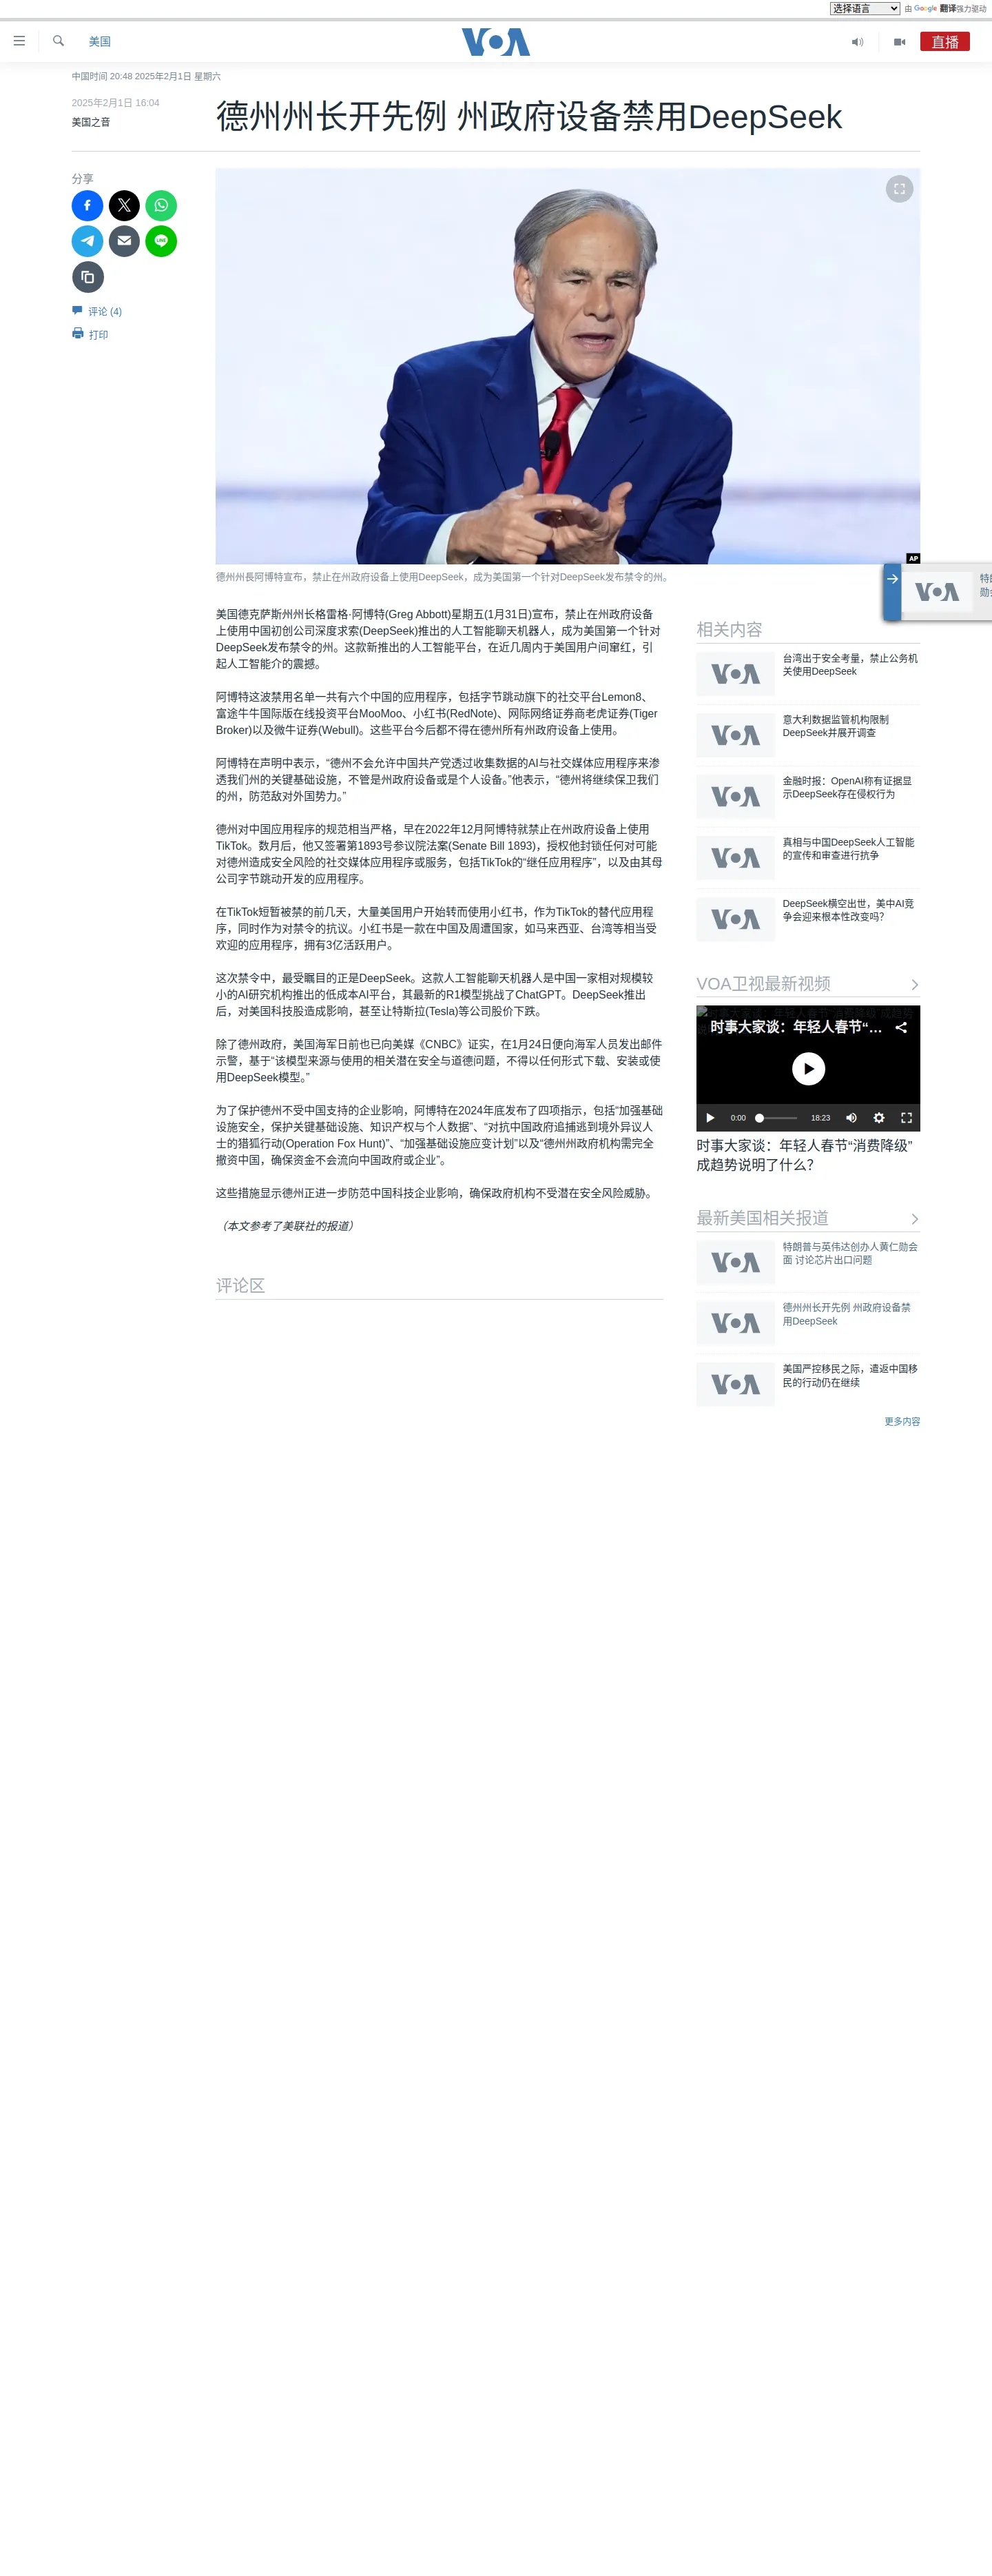 选择语言
由 Google 翻译强力驱动
美国
VOA
直播
中国时间 20:48 2025年2月1日 星期六
2025年2月1日 16:04
美国之音
德州州长开先例 州政府设备禁用DeepSeek
分享
评论 (4)
打印
AP
德州州長阿博特宣布，禁止在州政府设备上使用DeepSeek，成为美国第一个针对DeepSeek发布禁令的州。
美国德克萨斯州州长格雷格·阿博特(Greg Abbott)星期五(1月31日)宣布，禁止在州政府设备
上使用中国初创公司深度求索(DeepSeek)推出的人工智能聊天机器人，成为美国第一个针对
DeepSeek发布禁令的州。这款新推出的人工智能平台，在近几周内于美国用户间窜红，引
起人工智能介的震撼。
阿博特这波禁用名单一共有六个中国的应用程序，包括字节跳动旗下的社交平台Lemon8、
富途牛牛国际版在线投资平台MooMoo、小红书(RedNote)、网际网络证券商老虎证券(Tiger
Broker)以及微牛证券(Webull)。这些平台今后都不得在德州所有州政府设备上使用。
阿博特在声明中表示，“德州不会允许中国共产党透过收集数据的AI与社交媒体应用程序来渗
透我们州的关键基础设施，不管是州政府设备或是个人设备。”他表示，“德州将继续保卫我们
的州，防范敌对外国势力。”
德州对中国应用程序的规范相当严格，早在2022年12月阿博特就禁止在州政府设备上使用
TikTok。数月后，他又签署第1893号参议院法案(Senate Bill 1893)，授权他封锁任何对可能
对德州造成安全风险的社交媒体应用程序或服务，包括TikTok的“继任应用程序”，以及由其母
公司字节跳动开发的应用程序。
在TikTok短暂被禁的前几天，大量美国用户开始转而使用小红书，作为TikTok的替代应用程
序，同时作为对禁令的抗议。小红书是一款在中国及周遭国家，如马来西亚、台湾等相当受
欢迎的应用程序，拥有3亿活跃用户。
这次禁令中，最受瞩目的正是DeepSeek。这款人工智能聊天机器人是中国一家相对规模较
小的AI研究机构推出的低成本AI平台，其最新的R1模型挑战了ChatGPT。DeepSeek推出
后，对美国科技股造成影响，甚至让特斯拉(Tesla)等公司股价下跌。
除了德州政府，美国海军日前也已向美媒《CNBC》证实，在1月24日便向海军人员发出邮件
示警，基于“该模型来源与使用的相关潜在安全与道德问题，不得以任何形式下载、安装或使
用DeepSeek模型。”
为了保护德州不受中国支持的企业影响，阿博特在2024年底发布了四项指示，包括“加强基础
设施安全，保护关键基础设施、知识产权与个人数据”、“对抗中国政府追捕逃到境外异议人
士的猎狐行动(Operation Fox Hunt)”、“加强基础设施应变计划”以及“德州州政府机构需完全
撤资中国，确保资金不会流向中国政府或企业”。
这些措施显示德州正进一步防范中国科技企业影响，确保政府机构不受潜在安全风险威胁。
（本文参考了美联社的报道）
评论区
VOA
相关内容
VOA
台湾出于安全考量，禁止公务机
关使用DeepSeek
VOA
意大利数据监管机构限制
DeepSeek并展开调查
VOA
金融时报：OpenAI称有证据显
示DeepSeek存在侵权行为
VOA
真相与中国DeepSeek人工智能
的宣传和审查进行抗争
VOA
DeepSeek横空出世，美中AI竞
争会迎来根本性改变吗？
VOA卫视最新视频
时事大家谈：年轻人春节“…
0:00
18:23
时事大家谈：年轻人春节“消费降级”
成趋势说明了什么？
最新美国相关报道
VOA
特朗普与英伟达创办人黄仁勋会
面 讨论芯片出口问题
VOA
德州州长开先例 州政府设备禁
用DeepSeek
VOA
美国严控移民之际，遣返中国移
民的行动仍在继续
更多内容